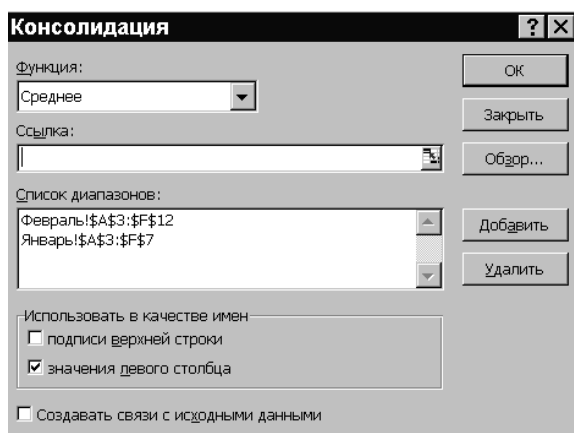 Консолидация
Функция:
Среднее
Ссылка:
Список диапазонов:
Февраль!$A$3:$F$12
Январь!$A$3:$F$7
Использовать в качестве имен
подписи верхней строки
значения левого столбца
Создавать связи с исходными данными
ОК
Закрыть
Обзор...
Добавить
Удалить